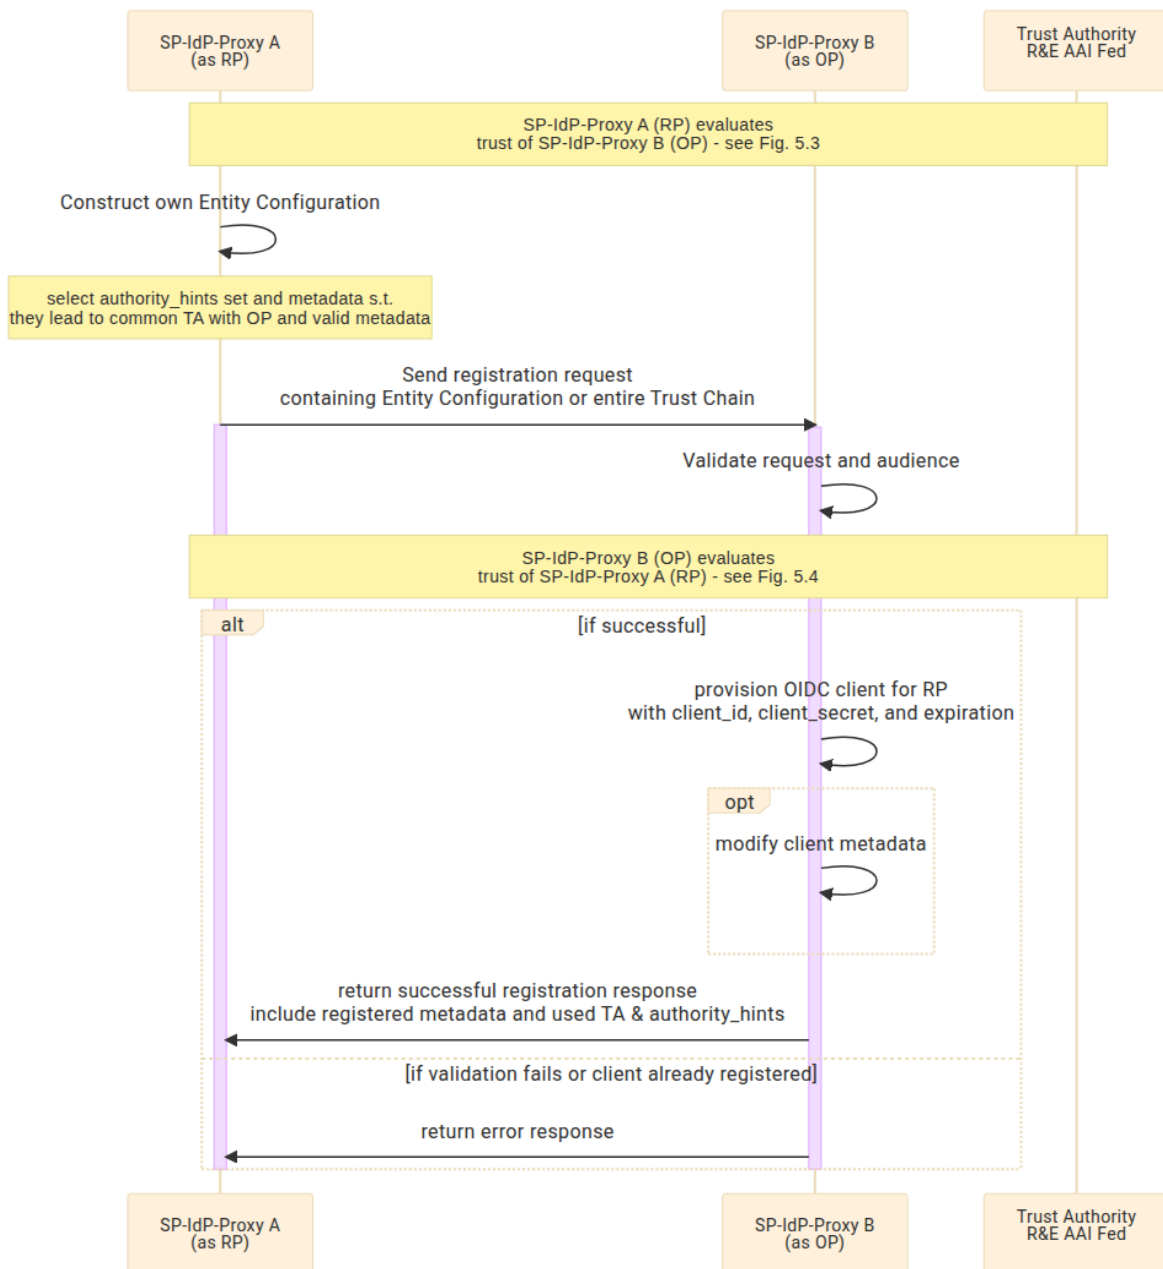 SP-IdP-Proxy A
(as RP)
SP-IdP-Proxy B
(as OP)
Trust Authority
R&E AAI Fed
SP-IdP-Proxy A (RP) evaluates
trust of SP-IdP-Proxy B (OP) - see Fig. 5.3
Construct own Entity Configuration
select authority_hints set and metadata s.t.
they lead to common TA with OP and valid metadata
Send registration request
containing Entity Configuration or entire Trust Chain
Validate request and audience
SP-IdP-Proxy B (OP) evaluates
trust of SP-IdP-Proxy A (RP) - see Fig. 5.4
alt
[if successful]
provision OIDC client for RP
with client_id, client_secret, and expiration
opt
modify client metadata
return successful registration response
include registered metadata and used TA & authority_hints
[if validation fails or client already registered]
return error response
SP-IdP-Proxy A
(as RP)
SP-IdP-Proxy B
(as OP)
Trust Authority
R&E AAI Fed